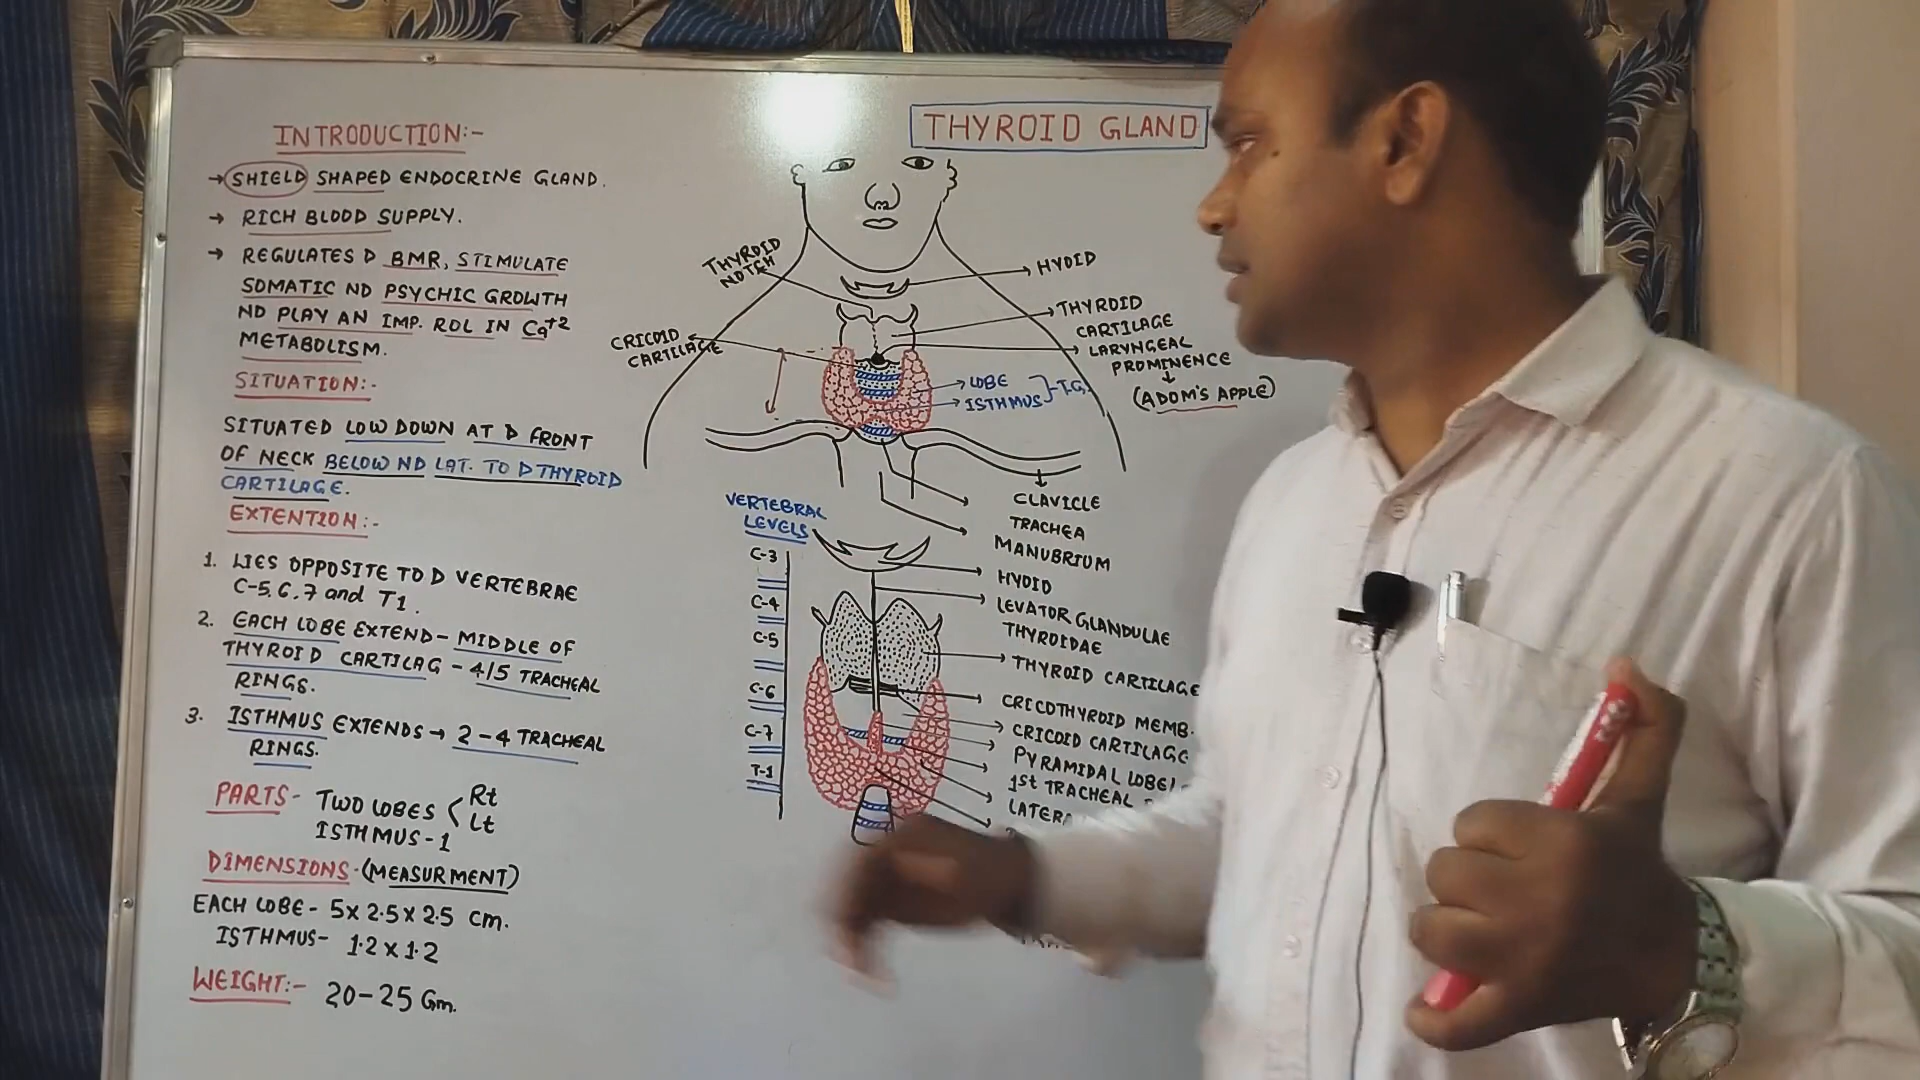 THYROID GLAND
INTRODUCTION:-
→ SHIELD SHAPED ENDOCRINE GLAND.
→ RICH BLOOD SUPPLY.
→ REGULATES D BMR, STIMULATE
SOMATIC ND PSYCHIC GROWTH
ND PLAY AN IMP. ROL IN Ca+2
METABOLISM.
SITUATION:-
SITUATED LOW DOWN AT D FRONT
OF NECK BELOW ND LAT. TO D THYROID
CARTILAGE.
EXTENTION:-
1. LIES OPPOSITE TO D VERTEBRAE
C-5,6,7 and T1.
2. EACH LOBE EXTEND- MIDDLE OF
THYROID CARTILAG - 4/5 TRACHEAL
RINGS.
3. ISTHMUS EXTENDS → 2-4 TRACHEAL
RINGS.
PARTS- TWO LOBES < Rt
Lt
ISTHMUS-1
DIMENSIONS-(MEASURMENT)
EACH LOBE- 5x2.5x2.5 cm.
ISTHMUS- 1.2x1.2
WEIGHT:- 20-25 Gm.
THYROID
NOTCH
CRICOID
CARTILAGE
HYOID
THYROID
CARTILAGE
LARYNGEAL
PROMINENCE
(ADOM'S APPLE)
LOBE
ISTHMUS
T.G.
CLAVICLE
TRACHEA
MANUBRIUM
VERTEBRAL
LEVELS
C-3
C-4
C-5
C-6
C-7
T-1
HYOID
LEVATOR GLANDULAE
THYROIDAE
THYROID CARTILAGE
CRICOTHYROID MEMB.
CRICOID CARTILAGE
PYRAMIDAL LOBE
1st TRACHEAL